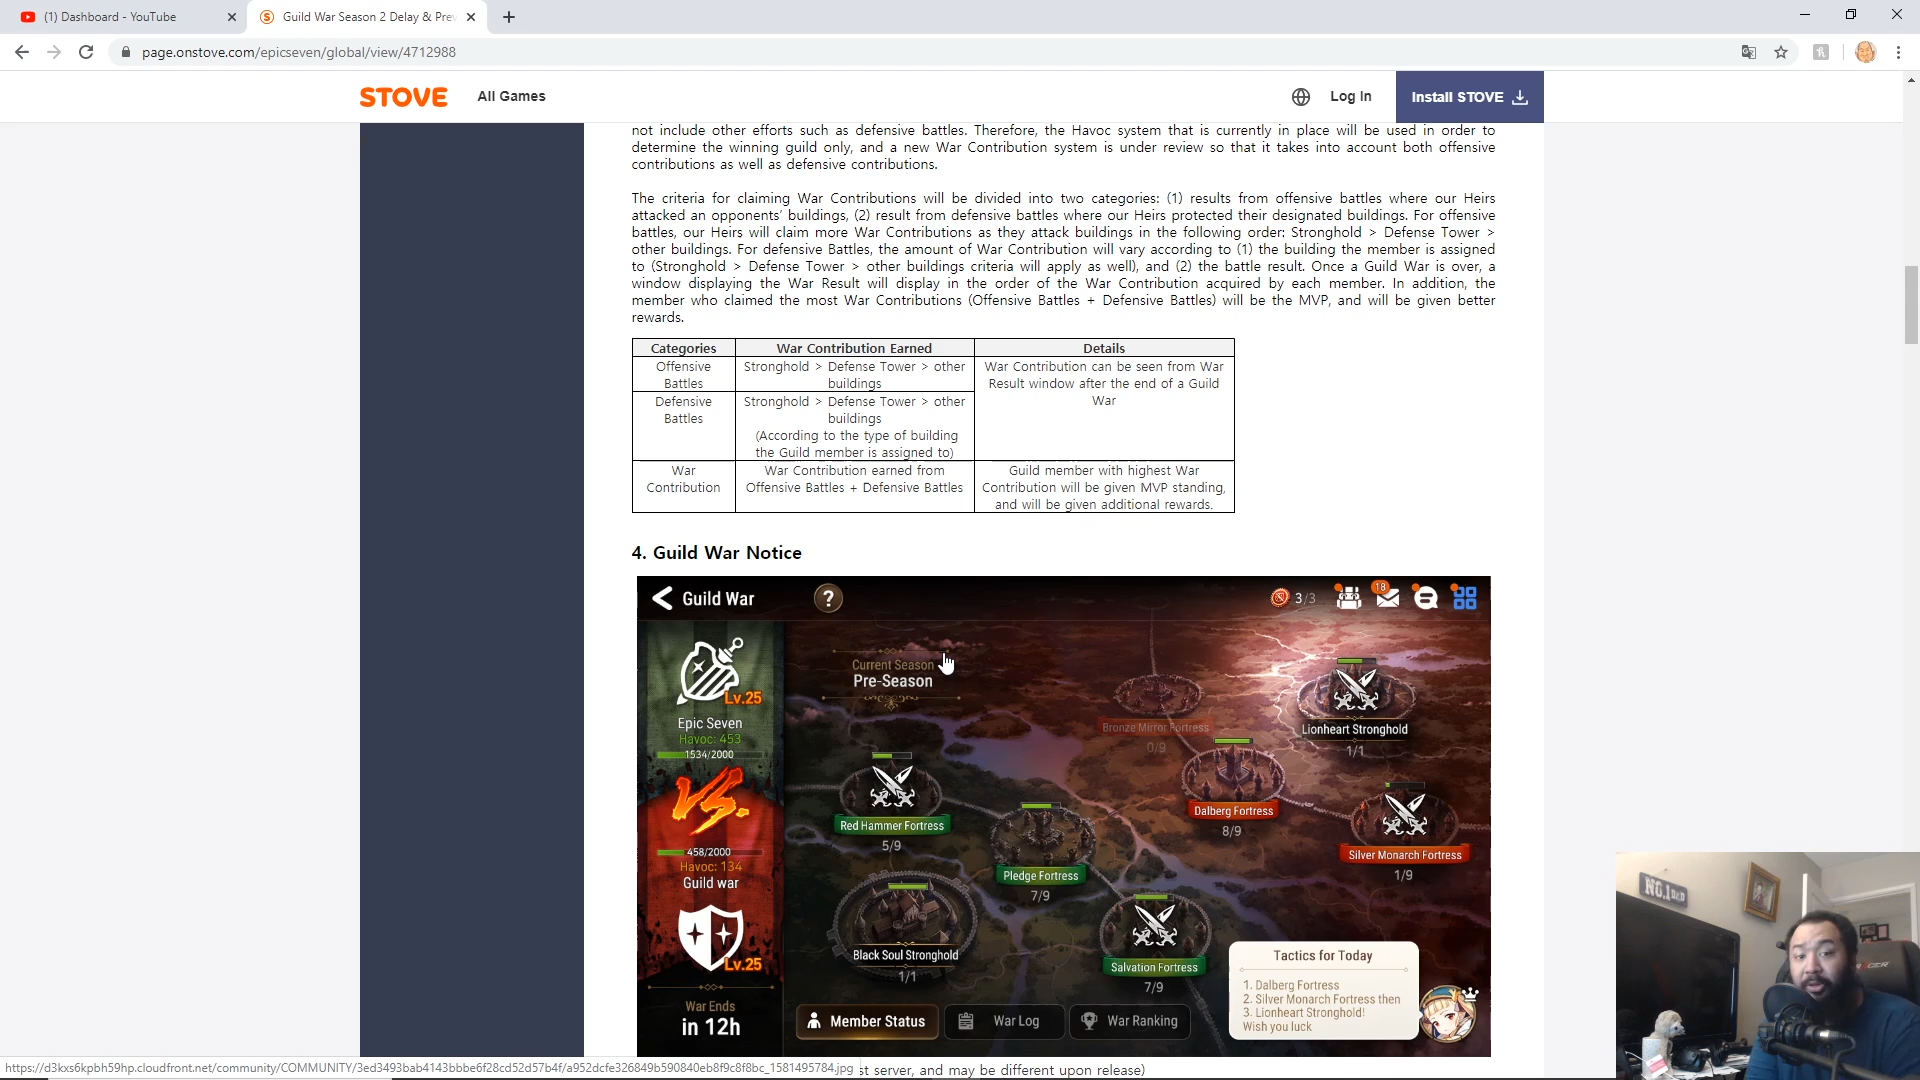 (1) Dashboard - YouTube
Guild War Season 2 Delay & Prev
page.onstove.com/epicseven/global/view/4712988
STOVE
All Games
Log In
Install STOVE
not include other efforts such as defensive battles. Therefore, the Havoc system that is currently in place will be used in order to
determine the winning guild only, and a new War Contribution system is under review so that it takes into account both offensive
contributions as well as defensive contributions.
The criteria for claiming War Contributions will be divided into two categories: (1) results from offensive battles where our Heirs
attacked an opponents' buildings, (2) result from defensive battles where our Heirs protected their designated buildings. For offensive
battles, our Heirs will claim more War Contributions as they attack buildings in the following order: Stronghold > Defense Tower >
other buildings. For defensive Battles, the amount of War Contribution will vary according to (1) the building the member is assigned
to (Stronghold > Defense Tower > other buildings criteria will apply as well), and (2) the battle result. Once a Guild War is over, a
window displaying the War Result will display in the order of the War Contribution acquired by each member. In addition, the
member who claimed the most War Contributions (Offensive Battles + Defensive Battles) will be the MVP, and will be given better
rewards.
Categories
War Contribution Earned
Details
Offensive
Battles
Stronghold > Defense Tower > other
buildings
War Contribution can be seen from War
Result window after the end of a Guild
War
Defensive
Battles
Stronghold > Defense Tower > other
buildings
(According to the type of building
the Guild member is assigned to)
War
Contribution
War Contribution earned from
Offensive Battles + Defensive Battles
Guild member with highest War
Contribution will be given MVP standing,
and will be given additional rewards.
4. Guild War Notice
Guild War
?
3/3
18
Current Season
Pre-Season
Lv.25
Epic Seven
Havoc: 453
1534/2000
VS.
458/2000
Havoc: 134
Guild war
Lv.25
War Ends
in 12h
Bronze Mirror Fortress
0/9
Lionheart Stronghold
1/1
Red Hammer Fortress
5/9
Dalberg Fortress
8/9
Silver Monarch Fortress
1/9
Pledge Fortress
7/9
Black Soul Stronghold
1/1
Salvation Fortress
7/9
Tactics for Today
1. Dalberg Fortress
2. Silver Monarch Fortress then
3. Lionheart Stronghold!
Wish you luck
Member Status
War Log
War Ranking
NO.1 DAD
https://d3kxs6kpbh59hp.cloudfront.net/community/COMMUNITY/3ed3493bab4143bbbe6f28cd52d57b4f/a952dcfe326849b590840eb8f9c8f8bc_1581495784.jpg
st server, and may be different upon release)